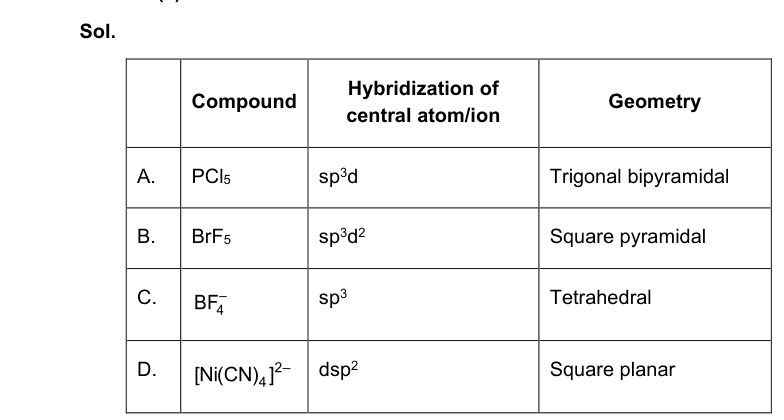 Sol.
Compound | Hybridization of central atom/ion | Geometry
A. | PCl₅ | sp³d | Trigonal bipyramidal
B. | BrF₅ | sp³d² | Square pyramidal
C. | BF₄⁻ | sp³ | Tetrahedral
D. | [Ni(CN)₄]²⁻ | dsp² | Square planar